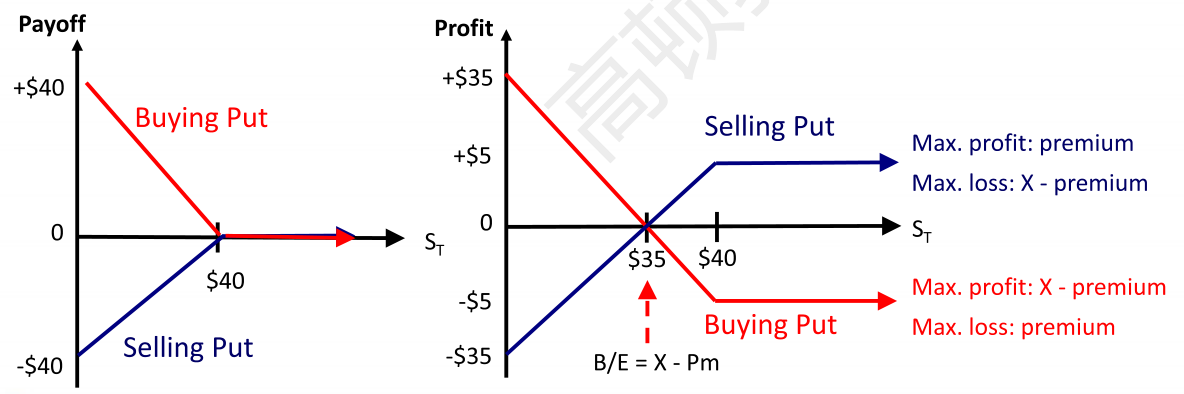 Payoff
+$40
Buying Put
0
S_T
$40
Selling Put
-$40
Profit
+$35
Selling Put
Max. profit: premium
+$5
Max. loss: X - premium
0
S_T
$35
$40
-$5
Max. profit: X - premium
Buying Put
Max. loss: premium
-$35
B/E = X - Pm
高顿